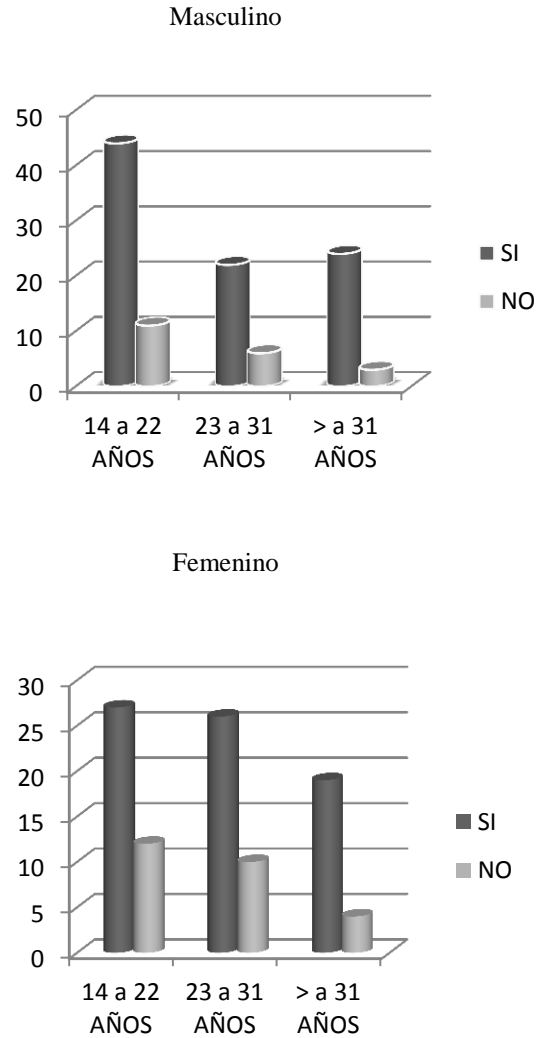 Masculino
50
40
30
20
10
0
14 a 22 AÑOS
23 a 31 AÑOS
> a 31 AÑOS
SI
NO
Femenino
30
25
20
15
10
5
0
14 a 22 AÑOS
23 a 31 AÑOS
> a 31 AÑOS
SI
NO